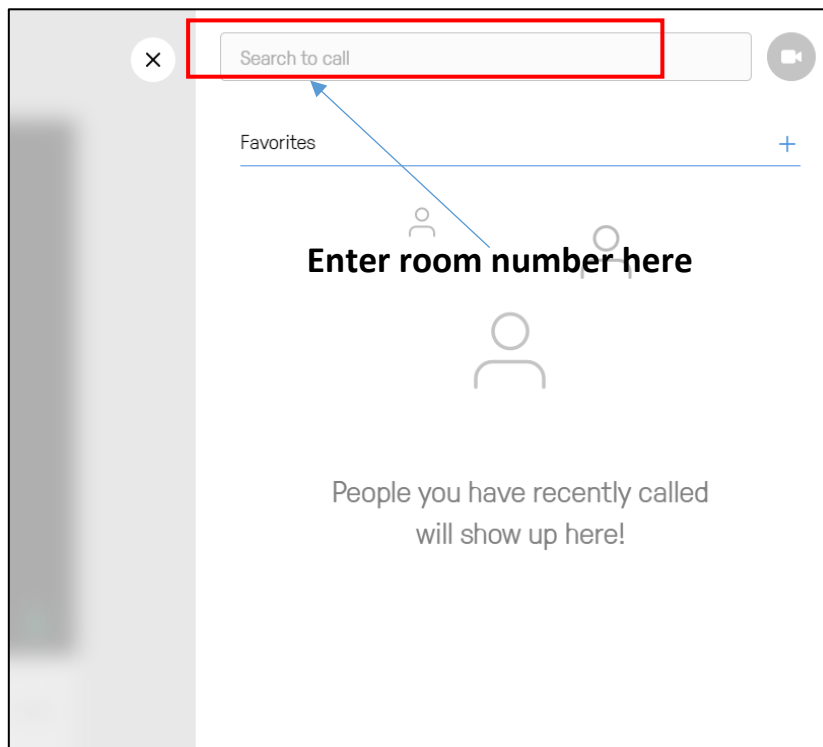 Search to call
Favorites
Enter room number here
People you have recently called
will show up here!